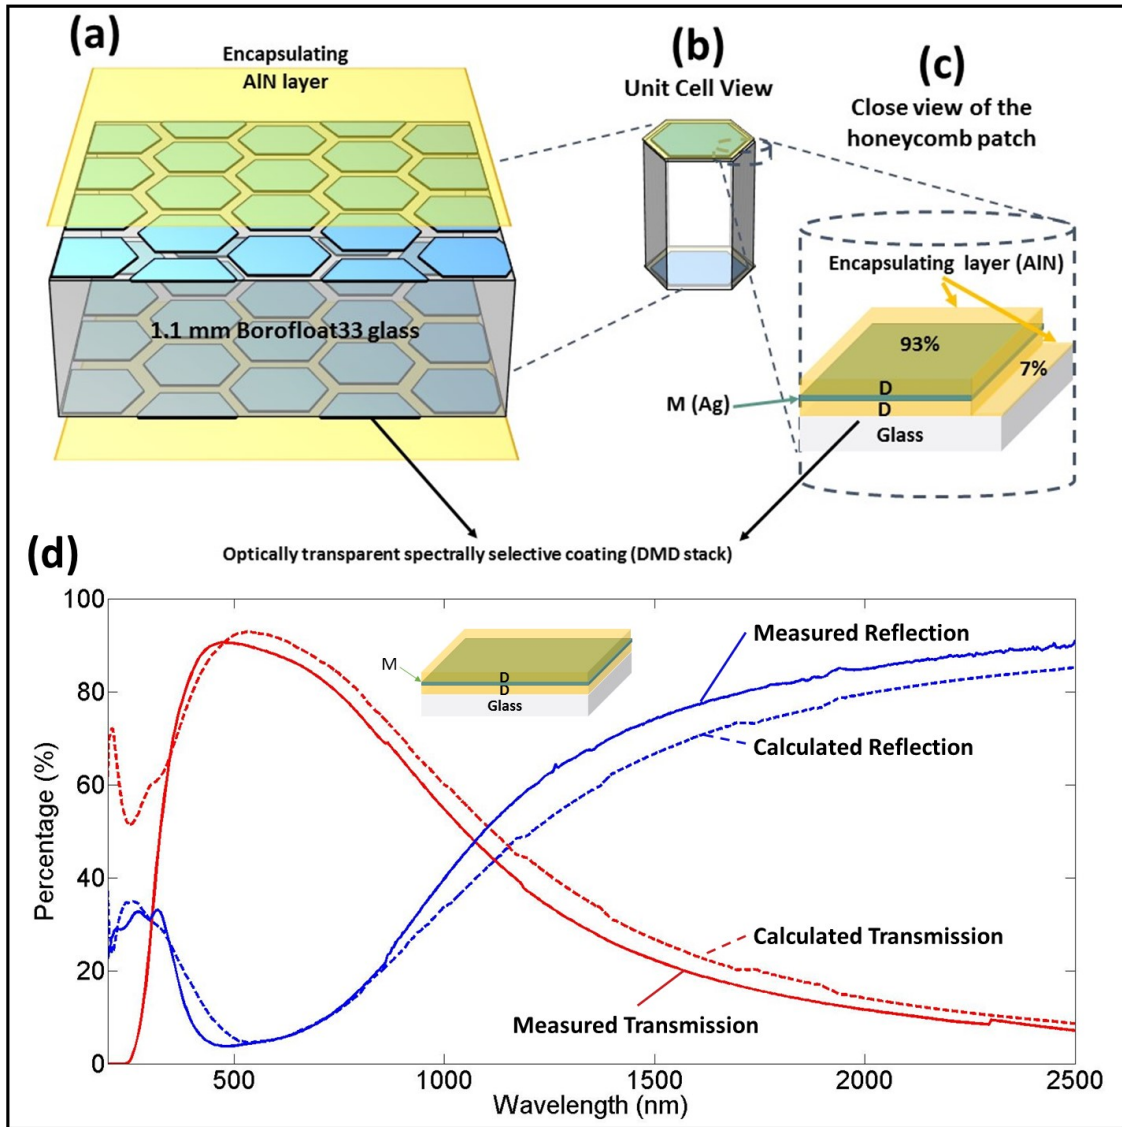 (a)
Encapsulating
AlN layer
1.1 mm Borofloat33 glass
(b)
Unit Cell View
(c)
Close view of the
honeycomb patch
Encapsulating layer (AlN)
93%
7%
D
M (Ag)
D
Glass
Optically transparent spectrally selective coating (DMD stack)
(d)
100
80
60
40
20
0
Percentage (%)
M
D
D
Glass
Measured Reflection
Calculated Reflection
Calculated Transmission
Measured Transmission
500
1000
1500
2000
2500
Wavelength (nm)